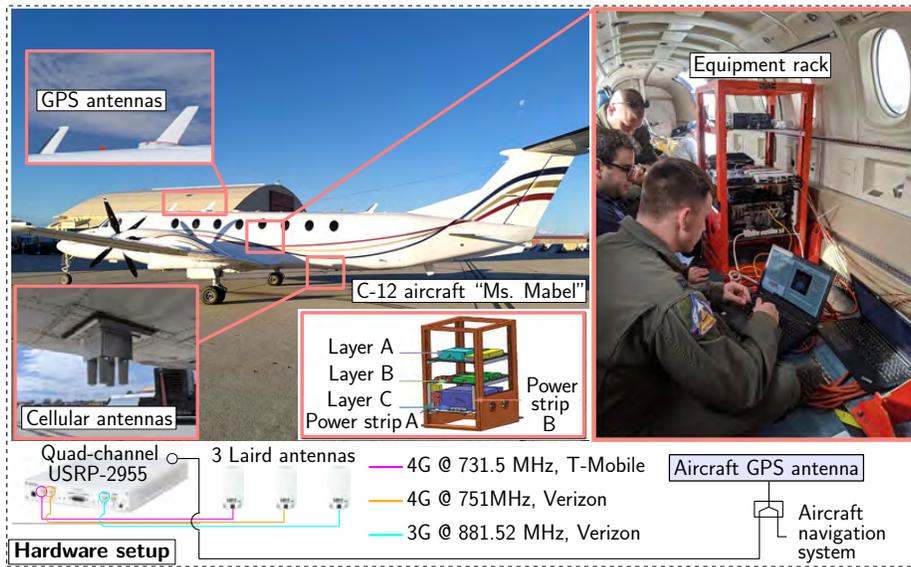 GPS antennas
Equipment rack
C-12 aircraft “Ms. Mabel”
Cellular antennas
Layer A
Layer B
Layer C
Power strip A
Power
strip
B
Quad-channel
USRP-2955
3 Laird antennas
4G @ 731.5 MHz, T-Mobile
4G @ 751MHz, Verizon
3G @ 881.52 MHz, Verizon
Aircraft GPS antenna
Aircraft
navigation
system
Hardware setup